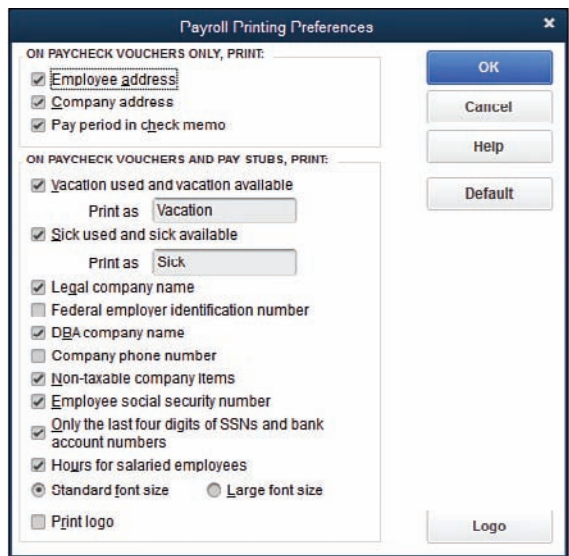 Payroll Printing Preferences
ON PAYCHECK VOUCHERS ONLY, PRINT:
Employee address
Company address
Pay period in check memo
ON PAYCHECK VOUCHERS AND PAY STUBS, PRINT:
Vacation used and vacation available
Print as Vacation
Sick used and sick available
Print as Sick
Legal company name
Federal employer identification number
DBA company name
Company phone number
Non-taxable company items
Employee social security number
Only the last four digits of SSNs and bank
account numbers
Hours for salaried employees
Standard font size Large font size
Print logo
OK
Cancel
Help
Default
Logo